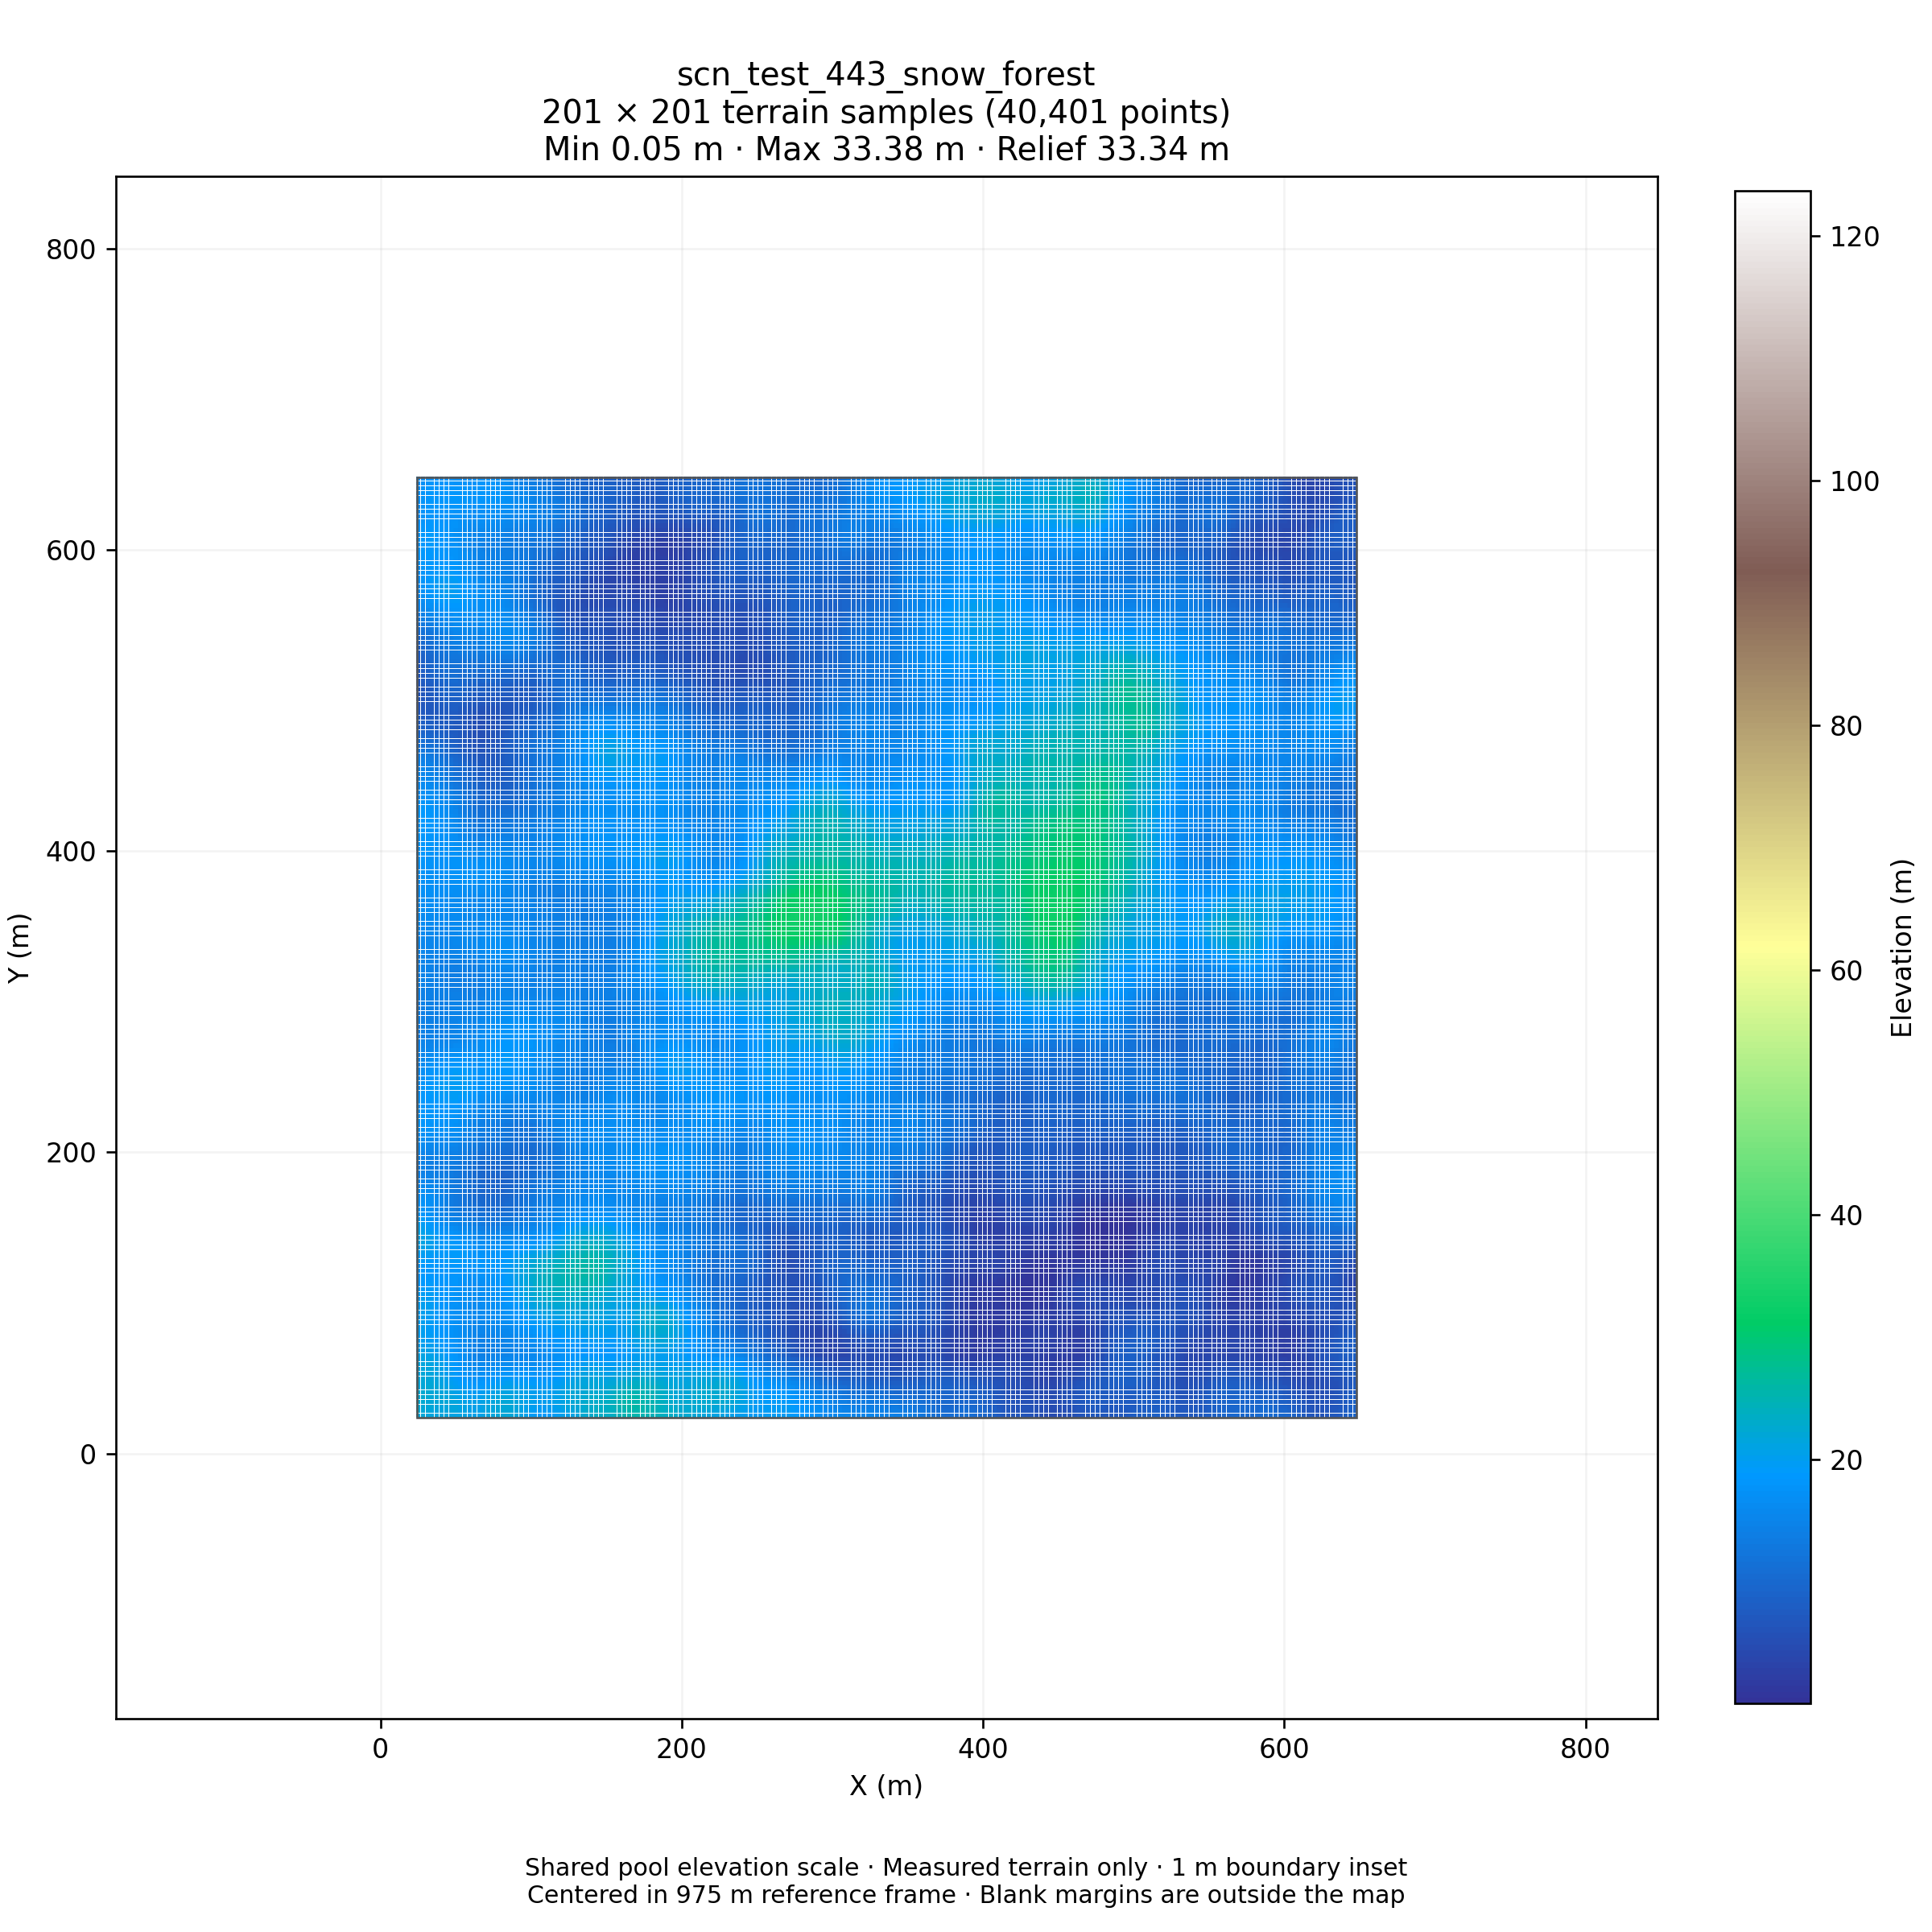 scn_test_443_snow_forest
201 × 201 terrain samples (40,401 points)
Min 0.05 m · Max 33.38 m · Relief 33.34 m
800
600
400
200
0
Y (m)
0
200
400
600
800
X (m)
120
100
80
60
40
20
Elevation (m)
Shared pool elevation scale · Measured terrain only · 1 m boundary inset
Centered in 975 m reference frame · Blank margins are outside the map